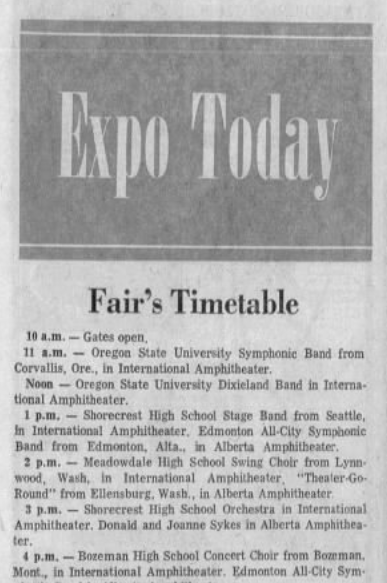 Expo Today
Fair's Timetable
10 a.m. — Gates open.
11 a.m. — Oregon State University Symphonic Band from
Corvallis, Ore., in International Amphitheater.
Noon — Oregon State University Dixieland Band in Interna-
tional Amphitheater.
1 p.m. — Shorecrest High School Stage Band from Seattle,
in International Amphitheater. Edmonton All-City Symphonic
Band from Edmonton, Alta., in Alberta Amphitheater.
2 p.m. — Meadowdale High School Swing Choir from Lynn-
wood, Wash, in International Amphitheater, "Theater-Go-
Round" from Ellensburg, Wash., in Alberta Amphitheater
3 p.m. — Shorecrest High School Orchestra in International
Amphitheater. Donald and Joanne Sykes in Alberta Amphithea-
ter.
4 p.m. — Bozeman High School Concert Choir from Bozeman,
Mont., in International Amphitheater. Edmonton All-City Sym-